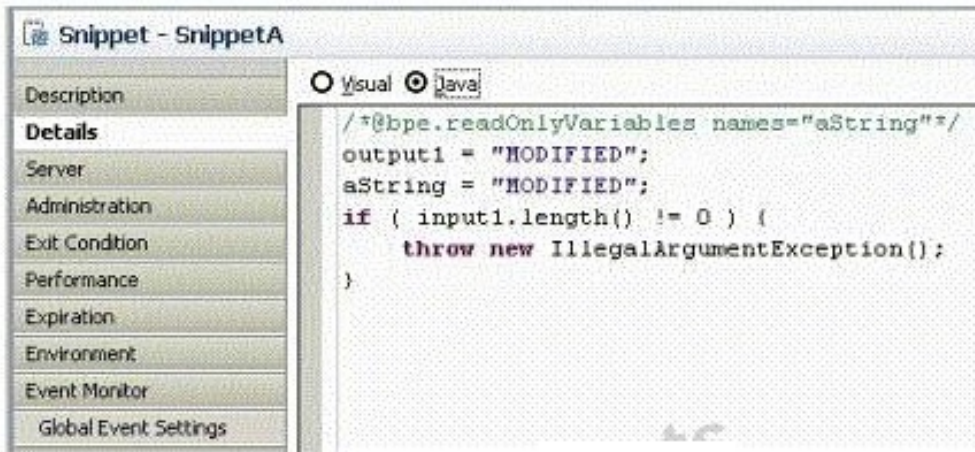 Snippet - SnippetA
Description
Details
Server
Administration
Exit Condition
Performance
Expiration
Environment
Event Monitor
Global Event Settings
Visual Java
/*@bpe.readOnlyVariables names="aString"*/
output1 = "MODIFIED";
aString = "MODIFIED";
if ( input1.length() != 0 ) {
    throw new IllegalArgumentException();
}